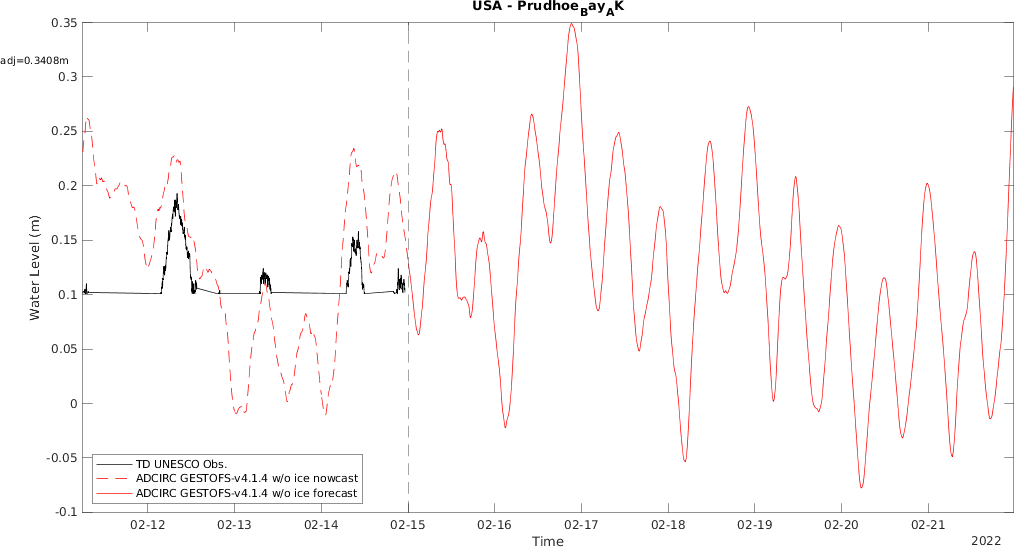 USA - PrudhoeBayAK
adj=0.3408m
Water Level (m)
0.35
0.3
0.25
0.2
0.15
0.1
0.05
0
-0.05
-0.1
TD UNESCO Obs.
ADCIRC GESTOFS-v4.1.4 w/o ice nowcast
ADCIRC GESTOFS-v4.1.4 w/o ice forecast
02-12 02-13 02-14 02-15 02-16 02-17 02-18 02-19 02-20 02-21
Time
2022